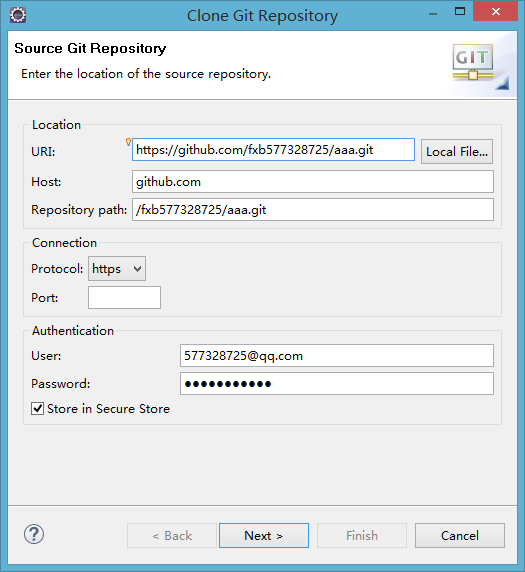 Clone Git Repository
Source Git Repository
Enter the location of the source repository.
GIT
Location
URI: https://github.com/fxb577328725/aaa.git Local File...
Host: github.com
Repository path: /fxb577328725/aaa.git
Connection
Protocol: https
Port:
Authentication
User: 577328725@qq.com
Password: ●●●●●●●●●●●
Store in Secure Store
? < Back Next > Finish Cancel